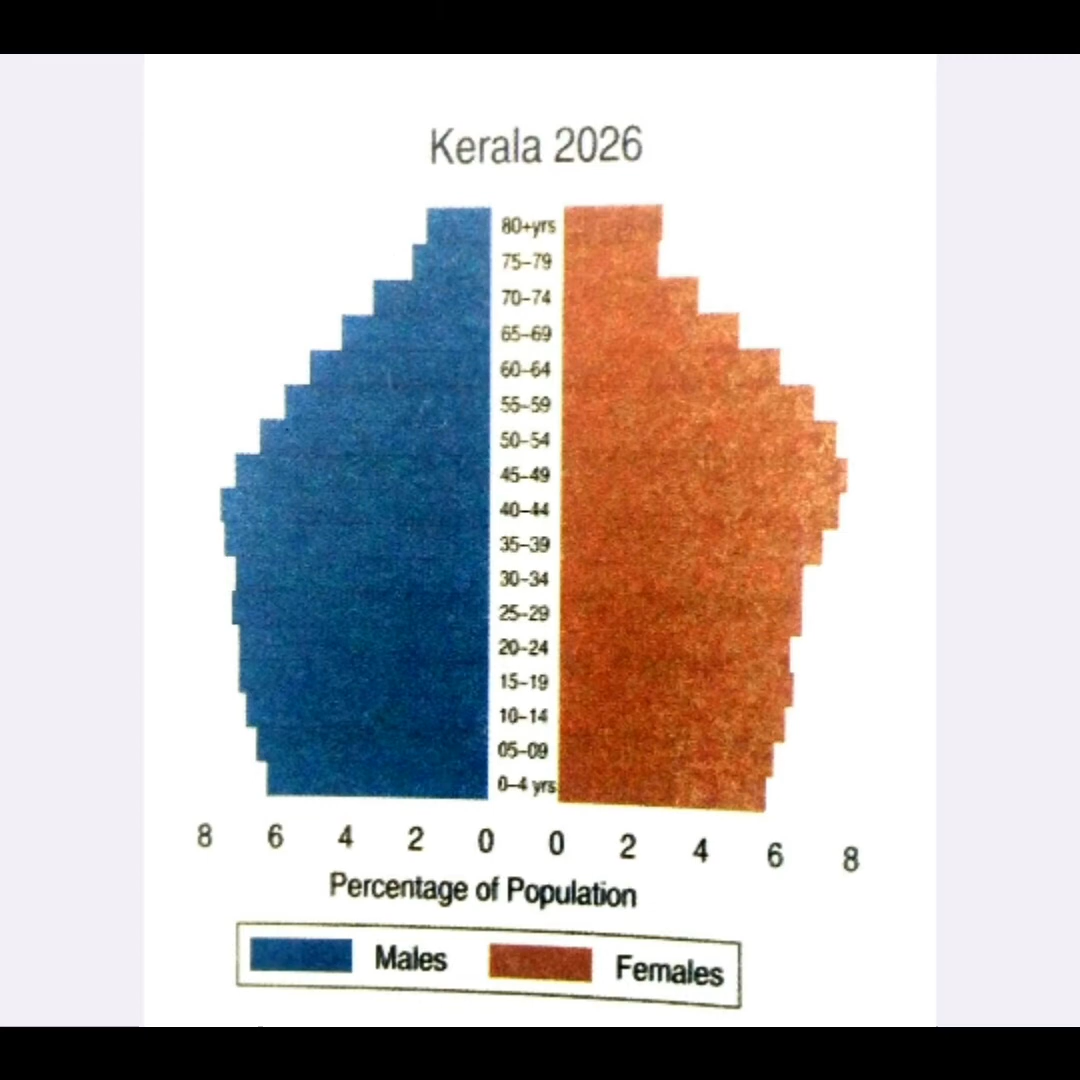 Kerala 2026
80+yrs
75–79
70–74
65–69
60–64
55–59
50–54
45–49
40–44
35–39
30–34
25–29
20–24
15–19
10–14
05–09
0–4 yrs
8 6 4 2 0 0 2 4 6 8
Percentage of Population
Males Females